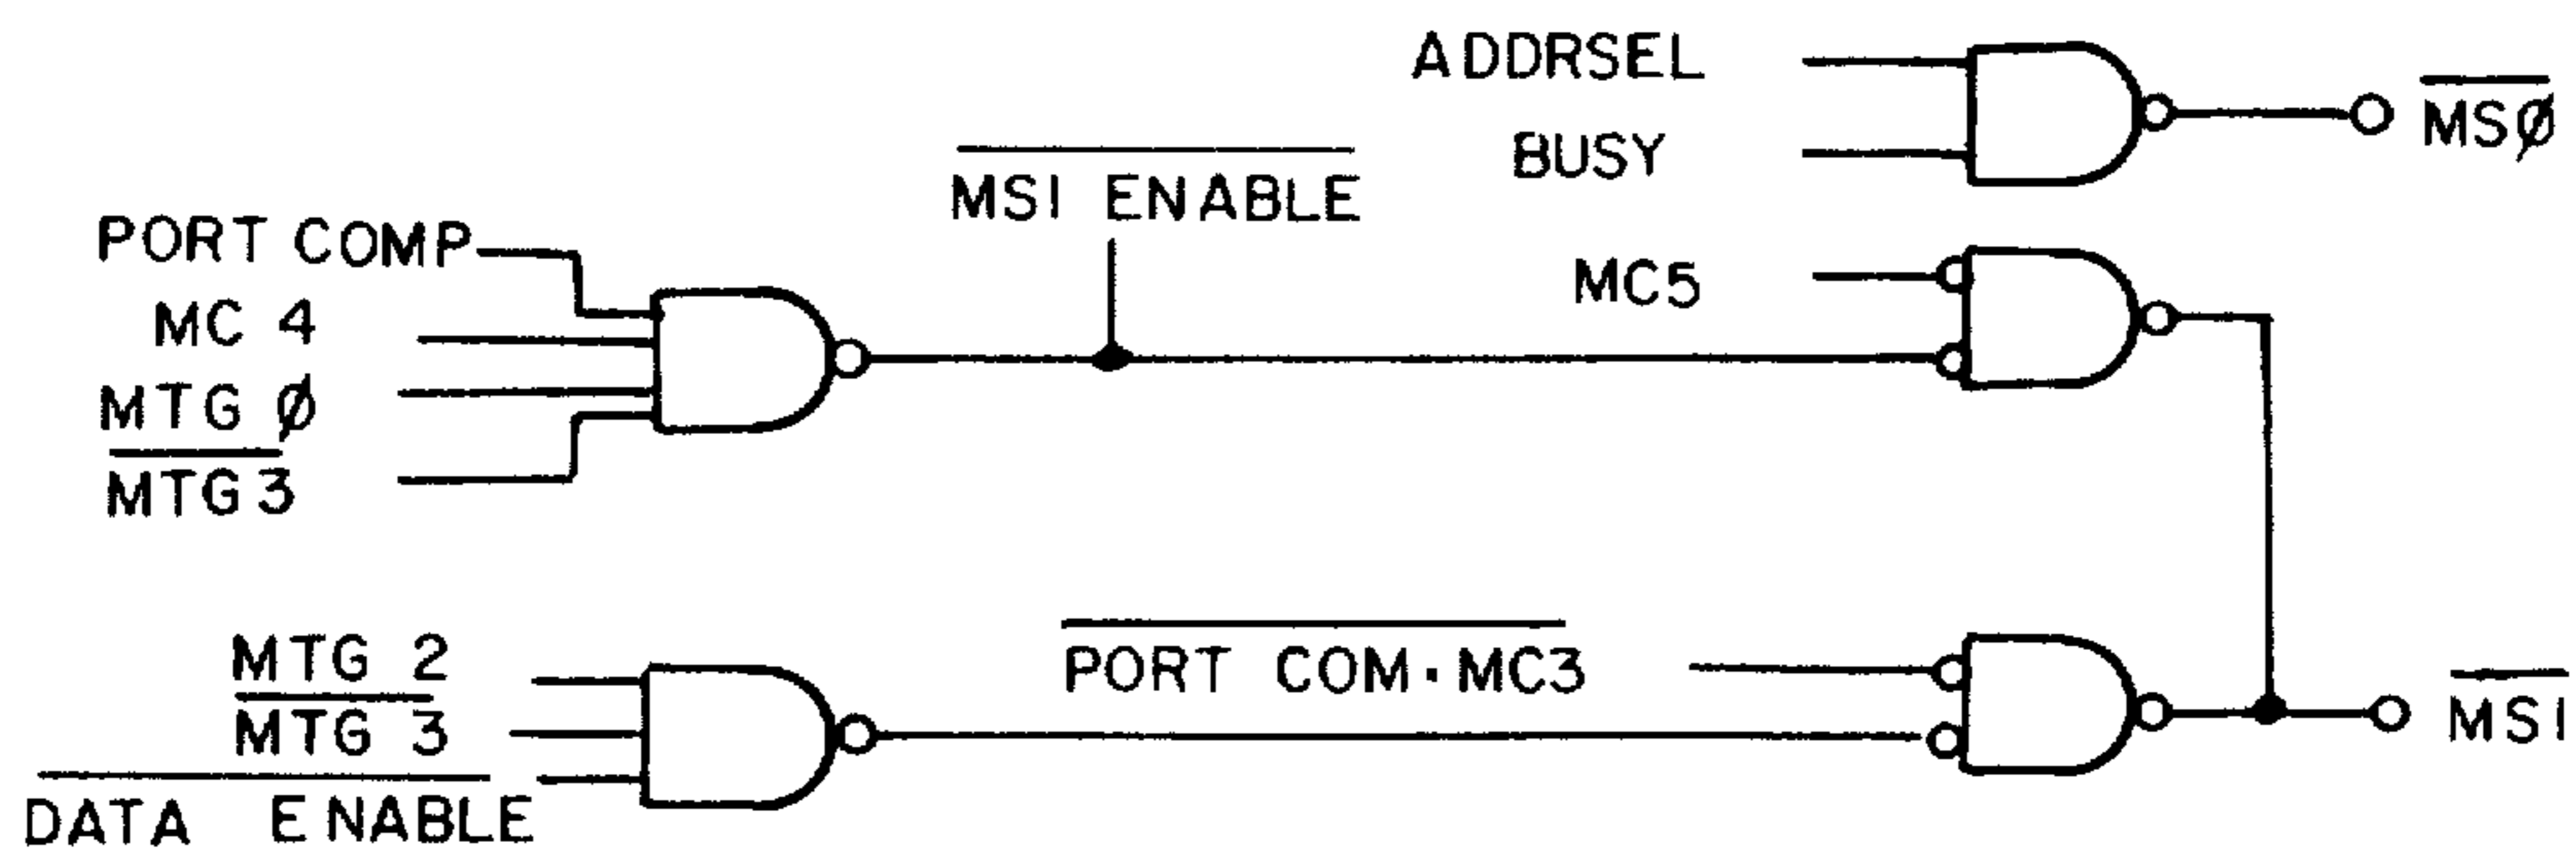 ADDRSEL
BUSY
MSØ
MSI ENABLE
PORT COMP
MC 4
MTG Ø
MTG 3
MC5
MTG 2
MTG 3
DATA ENABLE
PORT COM·MC3
MSI